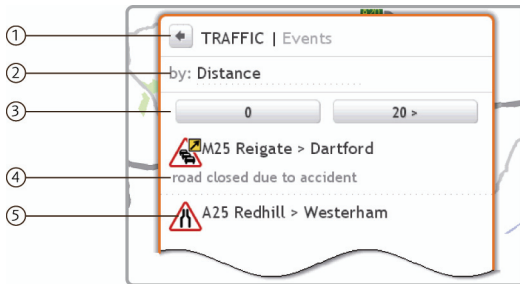 1 TRAFFIC | Events
2 by: Distance
3 0 20 >
M25 Reigate > Dartford
4 road closed due to accident
5 A25 Redhill > Westerham